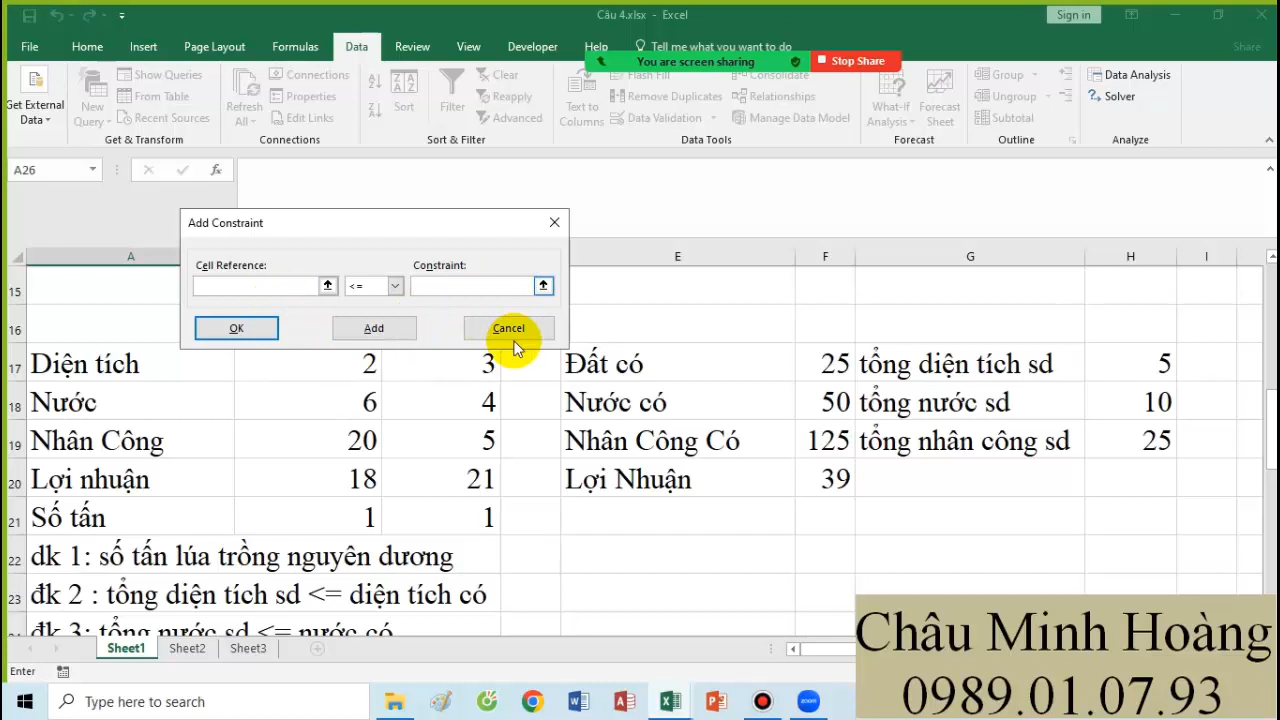 Câu 4.xlsx - Excel
Sign in
File Home Insert Page Layout Formulas Data Review View Developer Help Tell me what you want to do Share
You are screen sharing Stop Share
Get External Data
New Query
Show Queries
From Table
Recent Sources
Get & Transform
Refresh All
Connections
Properties
Edit Links
Connections
Sort
Filter
Clear
Reapply
Advanced
Sort & Filter
Text to Columns
Flash Fill
Remove Duplicates
Data Validation
Consolidate
Relationships
Manage Data Model
Data Tools
What-If Analysis
Forecast Sheet
Forecast
Group
Ungroup
Subtotal
Outline
Data Analysis
Solver
Analyze
A26
fx
Add Constraint
Cell Reference: Constraint:
<=
OK Add Cancel
A E F G H I
15
16
17 Diện tích 2 3 Đất có 25 tổng diện tích sd 5
18 Nước 6 4 Nước có 50 tổng nước sd 10
19 Nhân Công 20 5 Nhân Công Có 125 tổng nhân công sd 25
20 Lợi nhuận 18 21 Lợi Nhuận 39
21 Số tấn 1 1
22 dk 1: số tấn lúa trồng nguyên dương
23 đk 2 : tổng diện tích sd <= diện tích có
đk 3: tổng nước sd <= nước có
Sheet1 Sheet2 Sheet3
Enter
Type here to search
Châu Minh Hoàng
0989.01.07.93